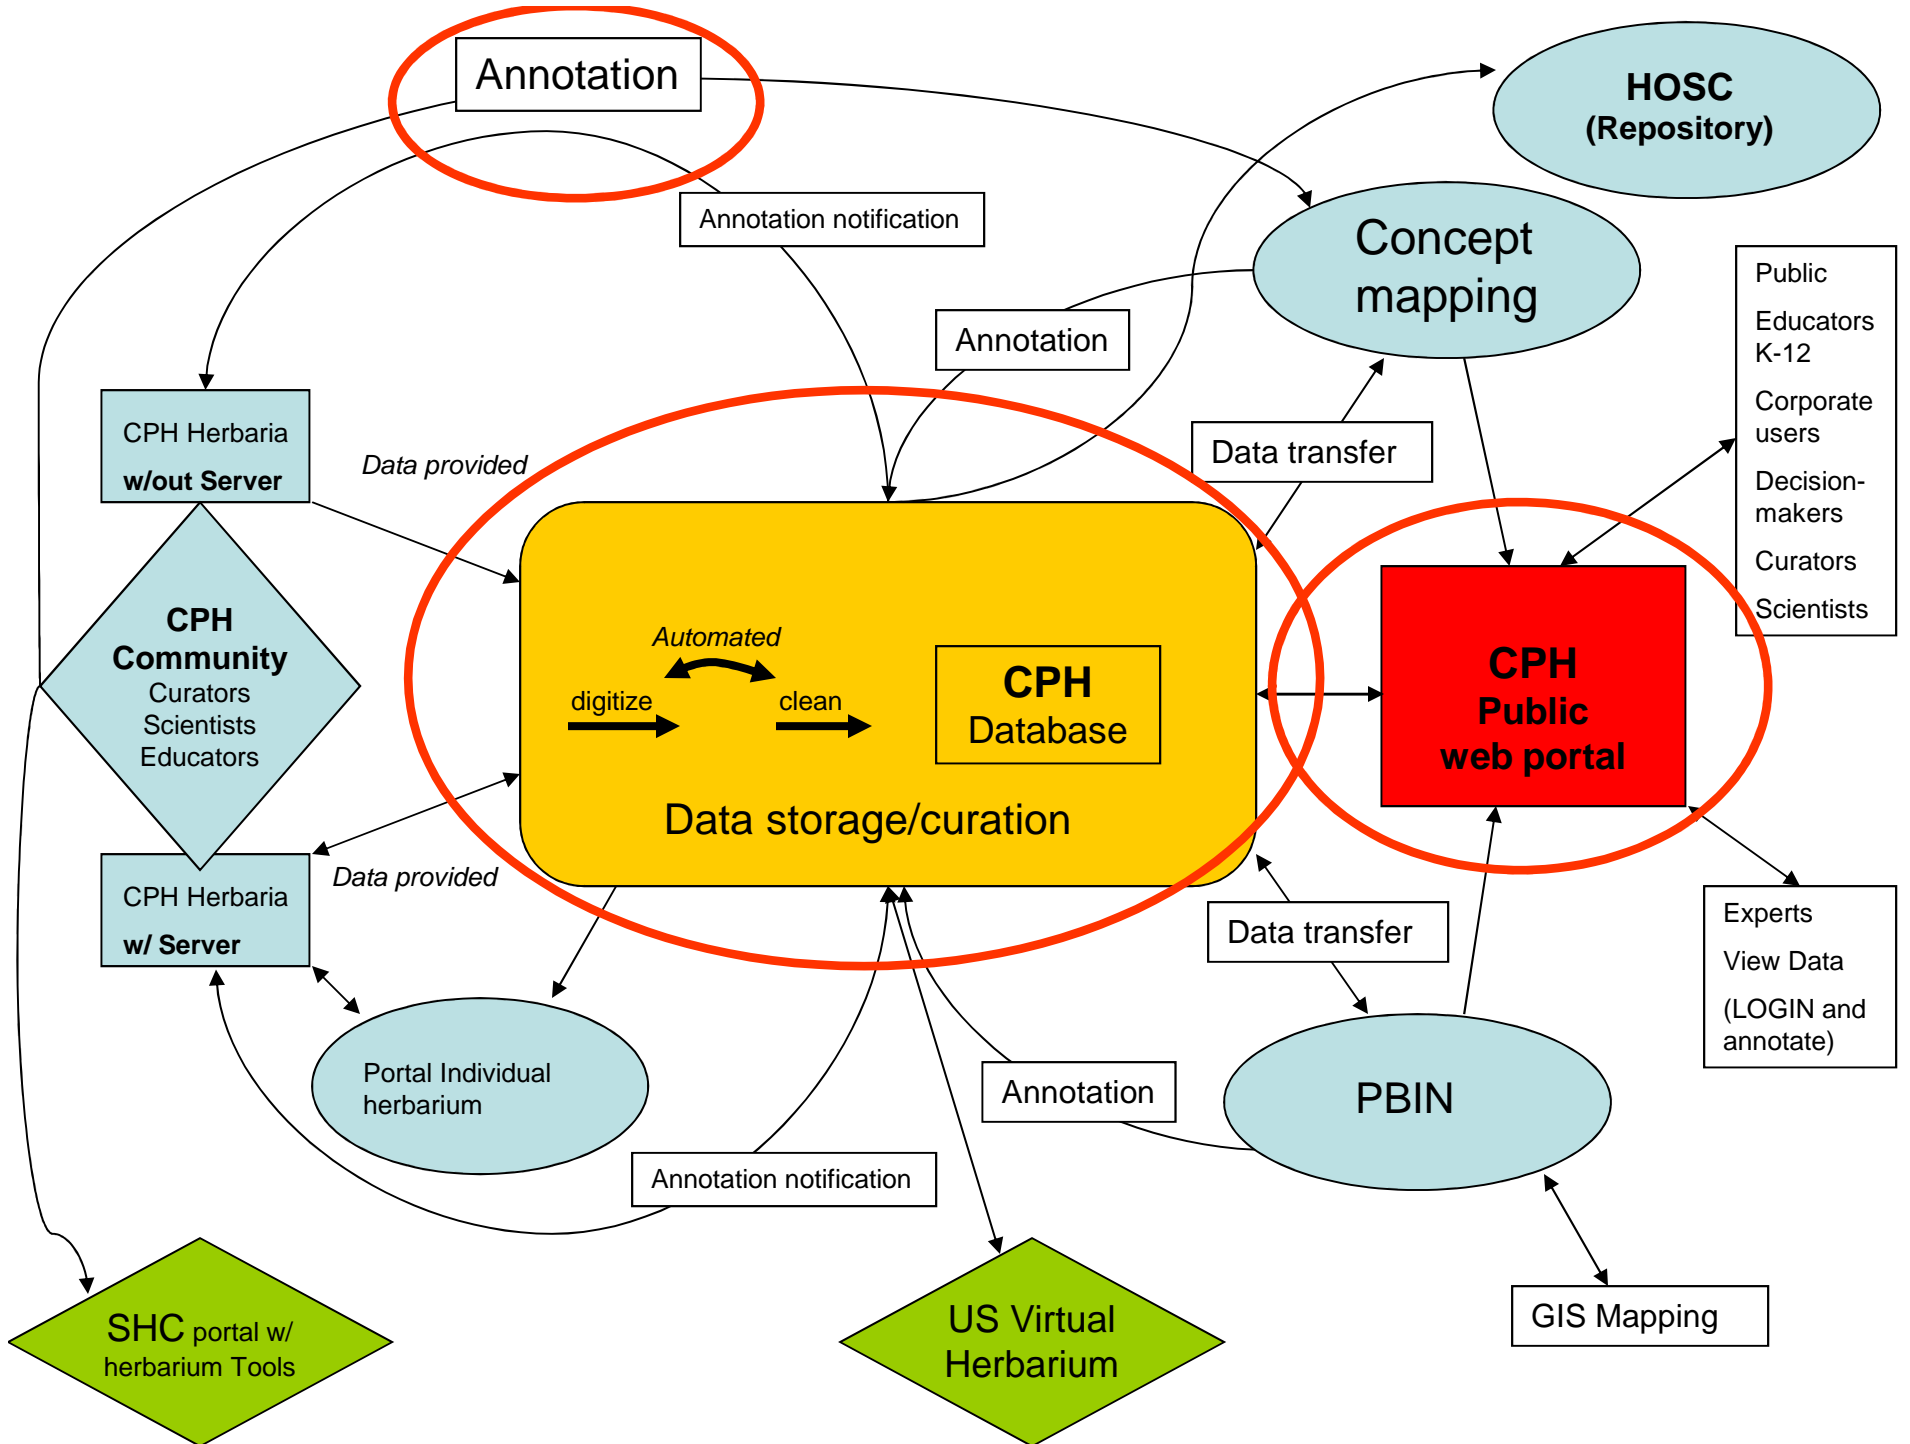 Annotation
HOSC
(Repository)
Annotation notification
Concept
mapping
Public
Educators
K-12
Corporate
users
Decision-
makers
Curators
Scientists
Annotation
CPH Herbaria
w/out Server
Data provided
Data transfer
CPH
Community
Curators
Scientists
Educators
Automated
digitize
clean
CPH
Database
Data storage/curation
CPH
Public
web portal
CPH Herbaria
w/ Server
Data provided
Data transfer
Experts
View Data
(LOGIN and
annotate)
Portal Individual
herbarium
Annotation
PBIN
Annotation notification
SHC portal w/
herbarium Tools
US Virtual
Herbarium
GIS Mapping